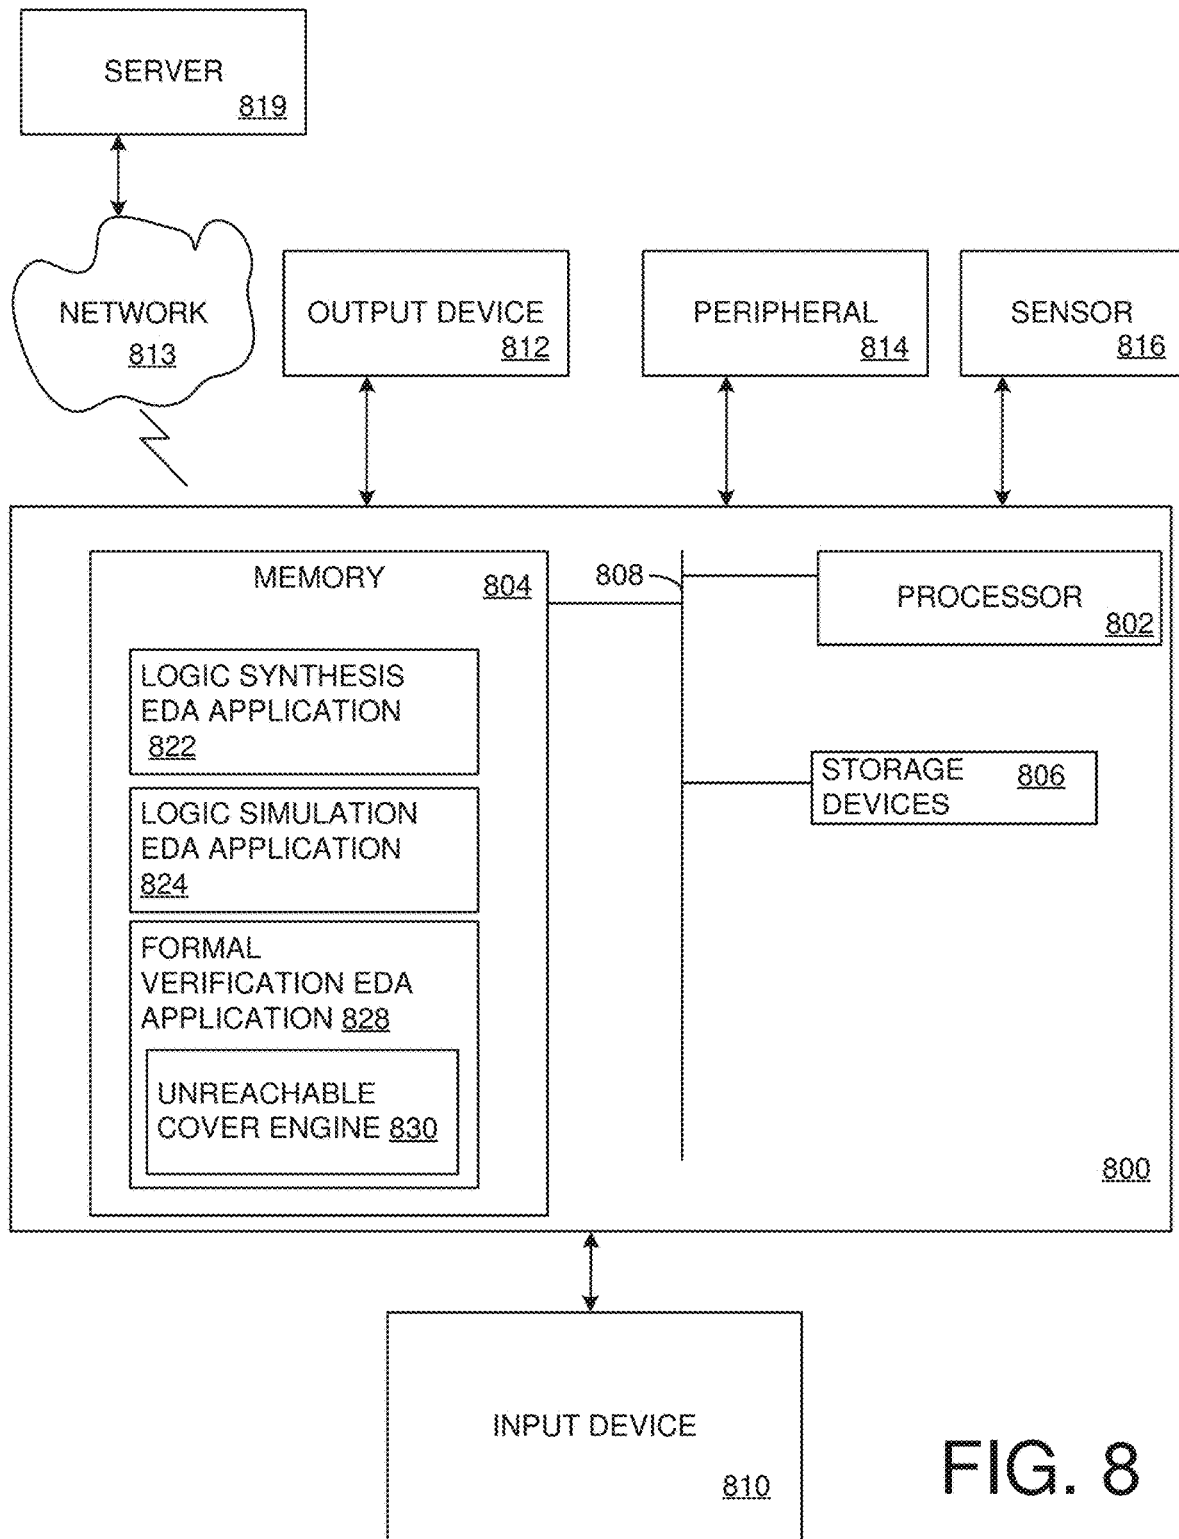 SERVER
819
NETWORK
813
OUTPUT DEVICE
812
PERIPHERAL
814
SENSOR
816
MEMORY
804
808
PROCESSOR
802
LOGIC SYNTHESIS
EDA APPLICATION
822
STORAGE 806
DEVICES
LOGIC SIMULATION
EDA APPLICATION
824
FORMAL
VERIFICATION EDA
APPLICATION 828
UNREACHABLE
COVER ENGINE 830
800
INPUT DEVICE
810
FIG. 8